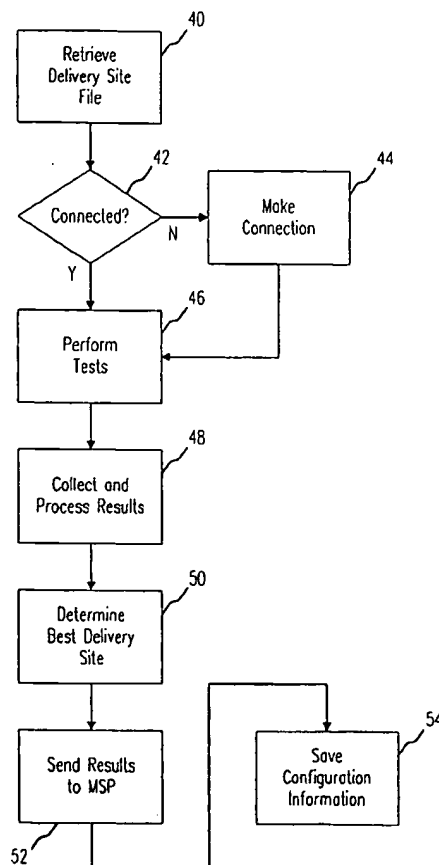 40
Retrieve
Delivery Site
File
42
Connected?
N
Y
44
Make
Connection
46
Perform
Tests
48
Collect and
Process Results
50
Determine
Best Delivery
Site
Send Results
to MSP
52
54
Save
Configuration
Information